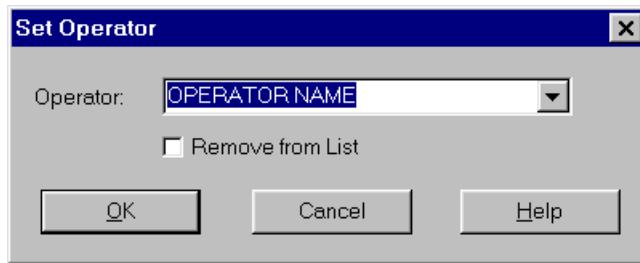 Set Operator
Operator: OPERATOR NAME
Remove from List
OK Cancel Help